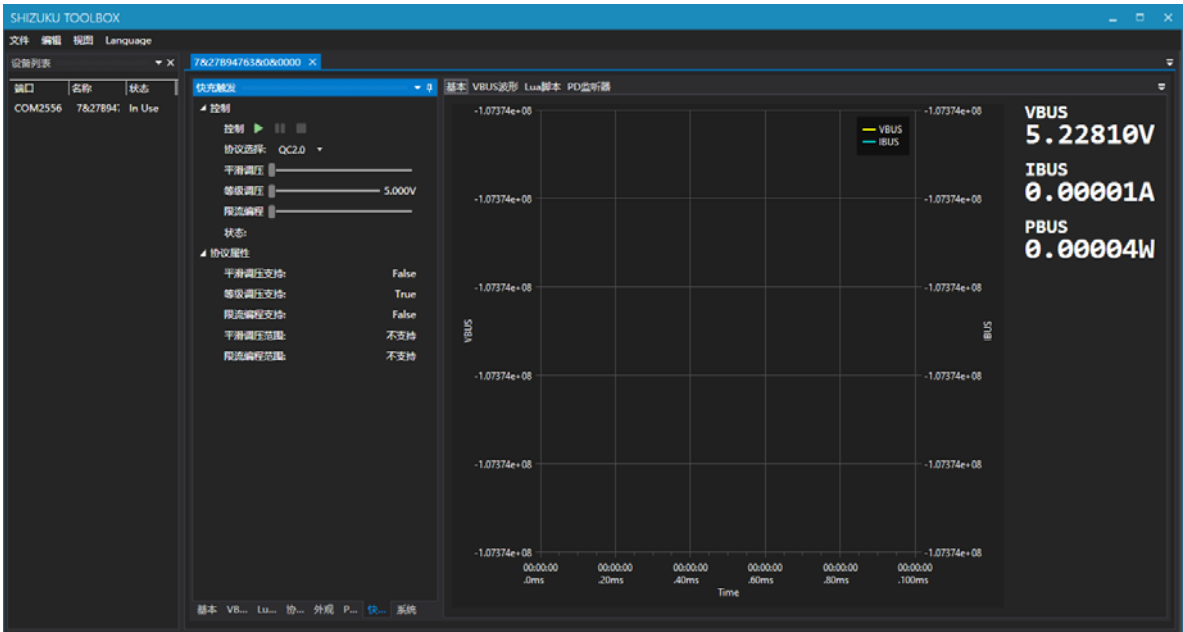 SHIZUKU TOOLBOX
文件 编辑 视图 Language
设备列表
端口 名称 状态
COM2556 7&27B947 In Use
7&27B94763&0&0000
快充触发
控制
控制
协议选择: QC2.0
平滑调压
等级调压 5.000V
限流编程
状态:
协议属性
平滑调压支持: False
等级调压支持: True
限流编程支持: False
平滑调压范围: 不支持
限流编程范围: 不支持
基本 VB... Lu... 协... 外观 P... 快... 系统
基本 VBUS波形 Lua脚本 PD监听器
-1.07374e+08 -1.07374e+08
VBUS
IBUS
-1.07374e+08 -1.07374e+08
-1.07374e+08 -1.07374e+08
VBUS
IBUS
-1.07374e+08 -1.07374e+08
-1.07374e+08 -1.07374e+08
-1.07374e+08 -1.07374e+08
00:00:00 00:00:00 00:00:00 00:00:00 00:00:00 00:00:00
.0ms .20ms .40ms .60ms .80ms .100ms
Time
VBUS
5.22810V
IBUS
0.00001A
PBUS
0.00004W